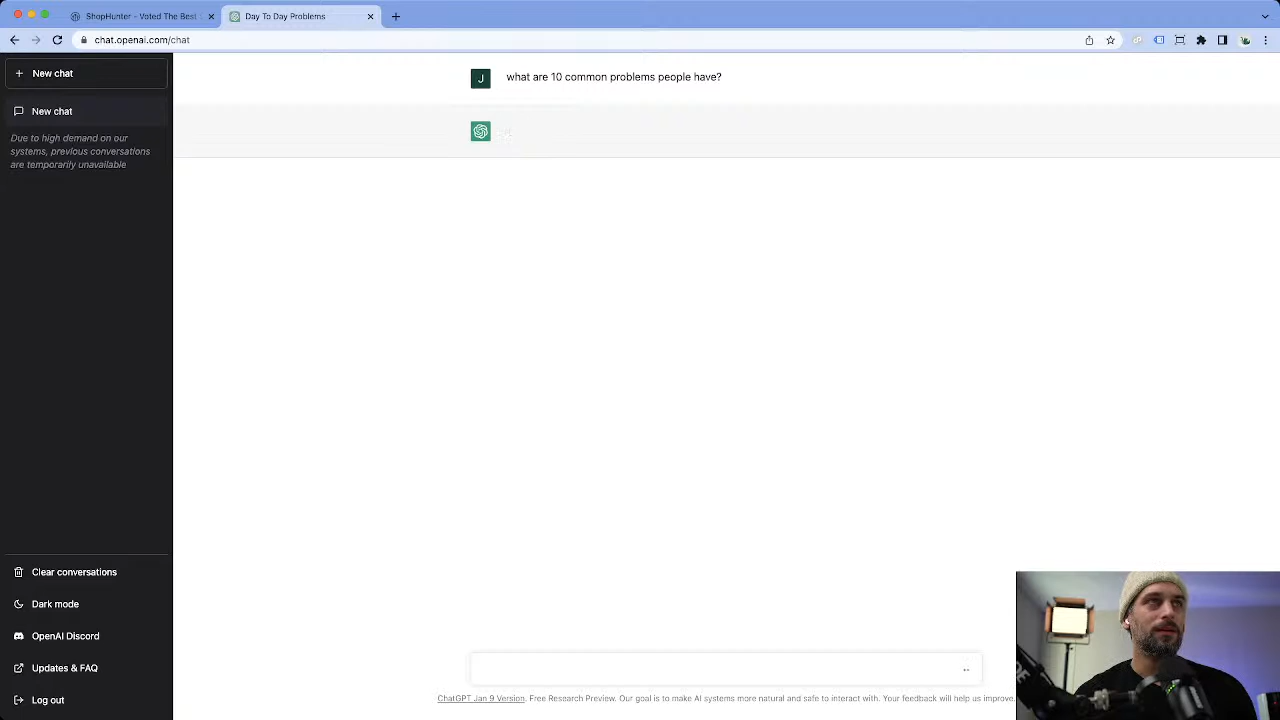 ShopHunter - Voted The Best
Day To Day Problems
chat.openai.com/chat
New chat
New chat
Due to high demand on our
systems, previous conversations
are temporarily unavailable
Clear conversations
Dark mode
OpenAI Discord
Updates & FAQ
Log out
J
what are 10 common problems people have?
ChatGPT Jan 9 Version. Free Research Preview. Our goal is to make AI systems more natural and safe to interact with. Your feedback will help us improve.